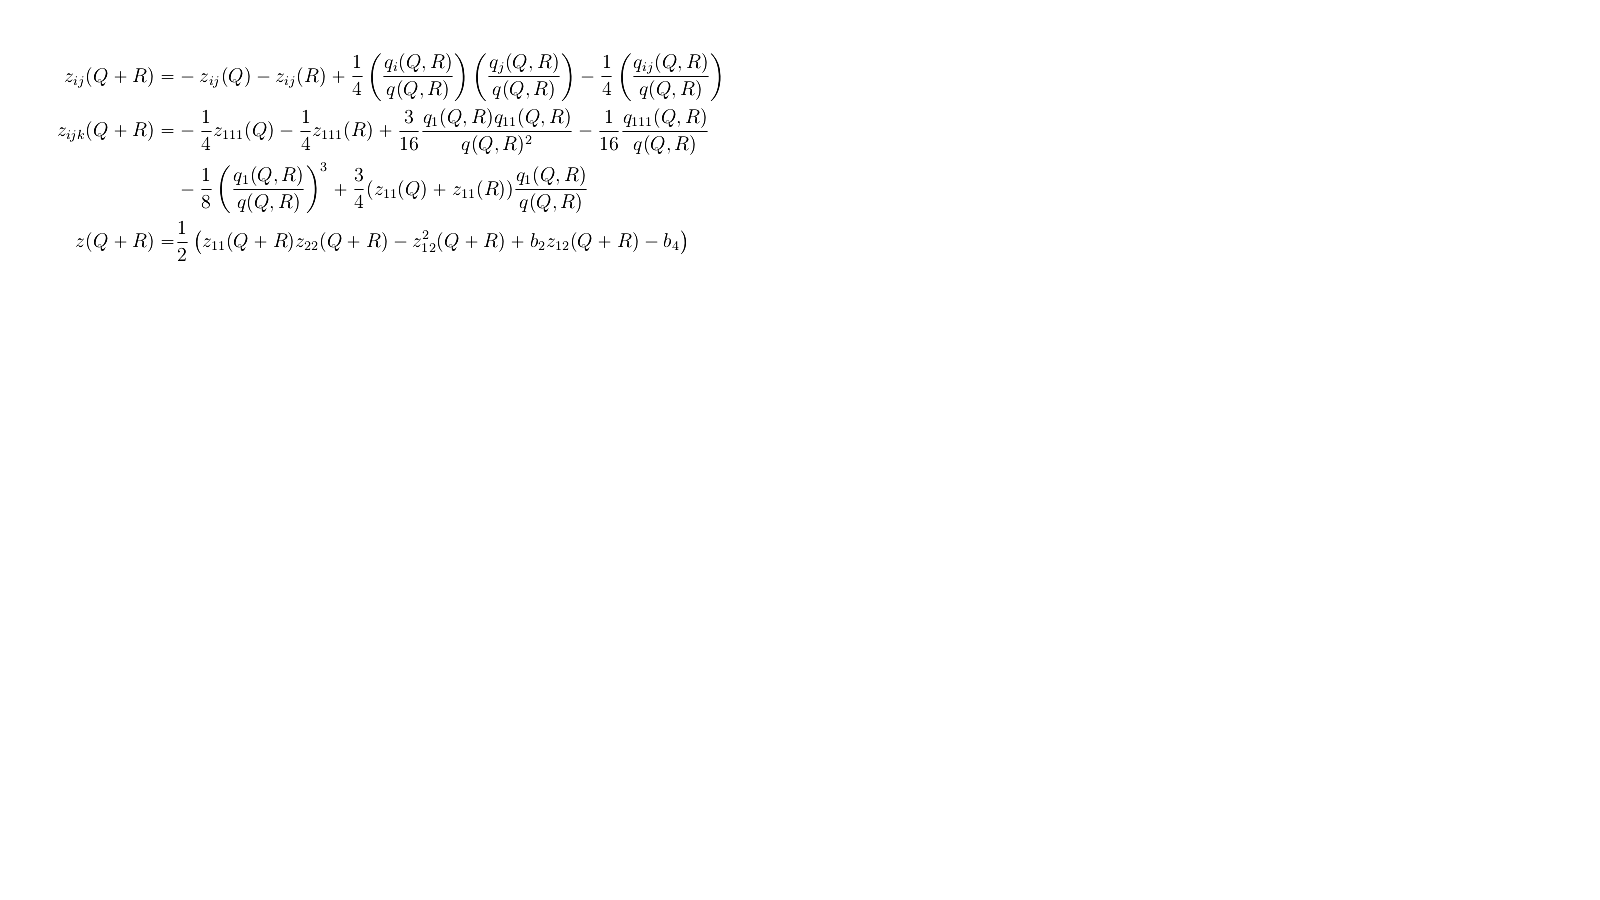 $z_{ij}(Q+R) = -z_{ij}(Q) - z_{ij}(R) + \frac{1}{4}\left(\frac{q_i(Q,R)}{q(Q,R)}\right)\left(\frac{q_j(Q,R)}{q(Q,R)}\right) - \frac{1}{4}\left(\frac{q_{ij}(Q,R)}{q(Q,R)}\right)$
$z_{ijk}(Q+R) = -\frac{1}{4}z_{111}(Q) - \frac{1}{4}z_{111}(R) + \frac{3}{16}\frac{q_1(Q,R)q_{11}(Q,R)}{q(Q,R)^2} - \frac{1}{16}\frac{q_{111}(Q,R)}{q(Q,R)}$
$-\frac{1}{8}\left(\frac{q_1(Q,R)}{q(Q,R)}\right)^3 + \frac{3}{4}(z_{11}(Q) + z_{11}(R))\frac{q_1(Q,R)}{q(Q,R)}$
$z(Q+R) = \frac{1}{2}\left(z_{11}(Q+R)z_{22}(Q+R) - z_{12}^2(Q+R) + b_2z_{12}(Q+R) - b_4\right)$